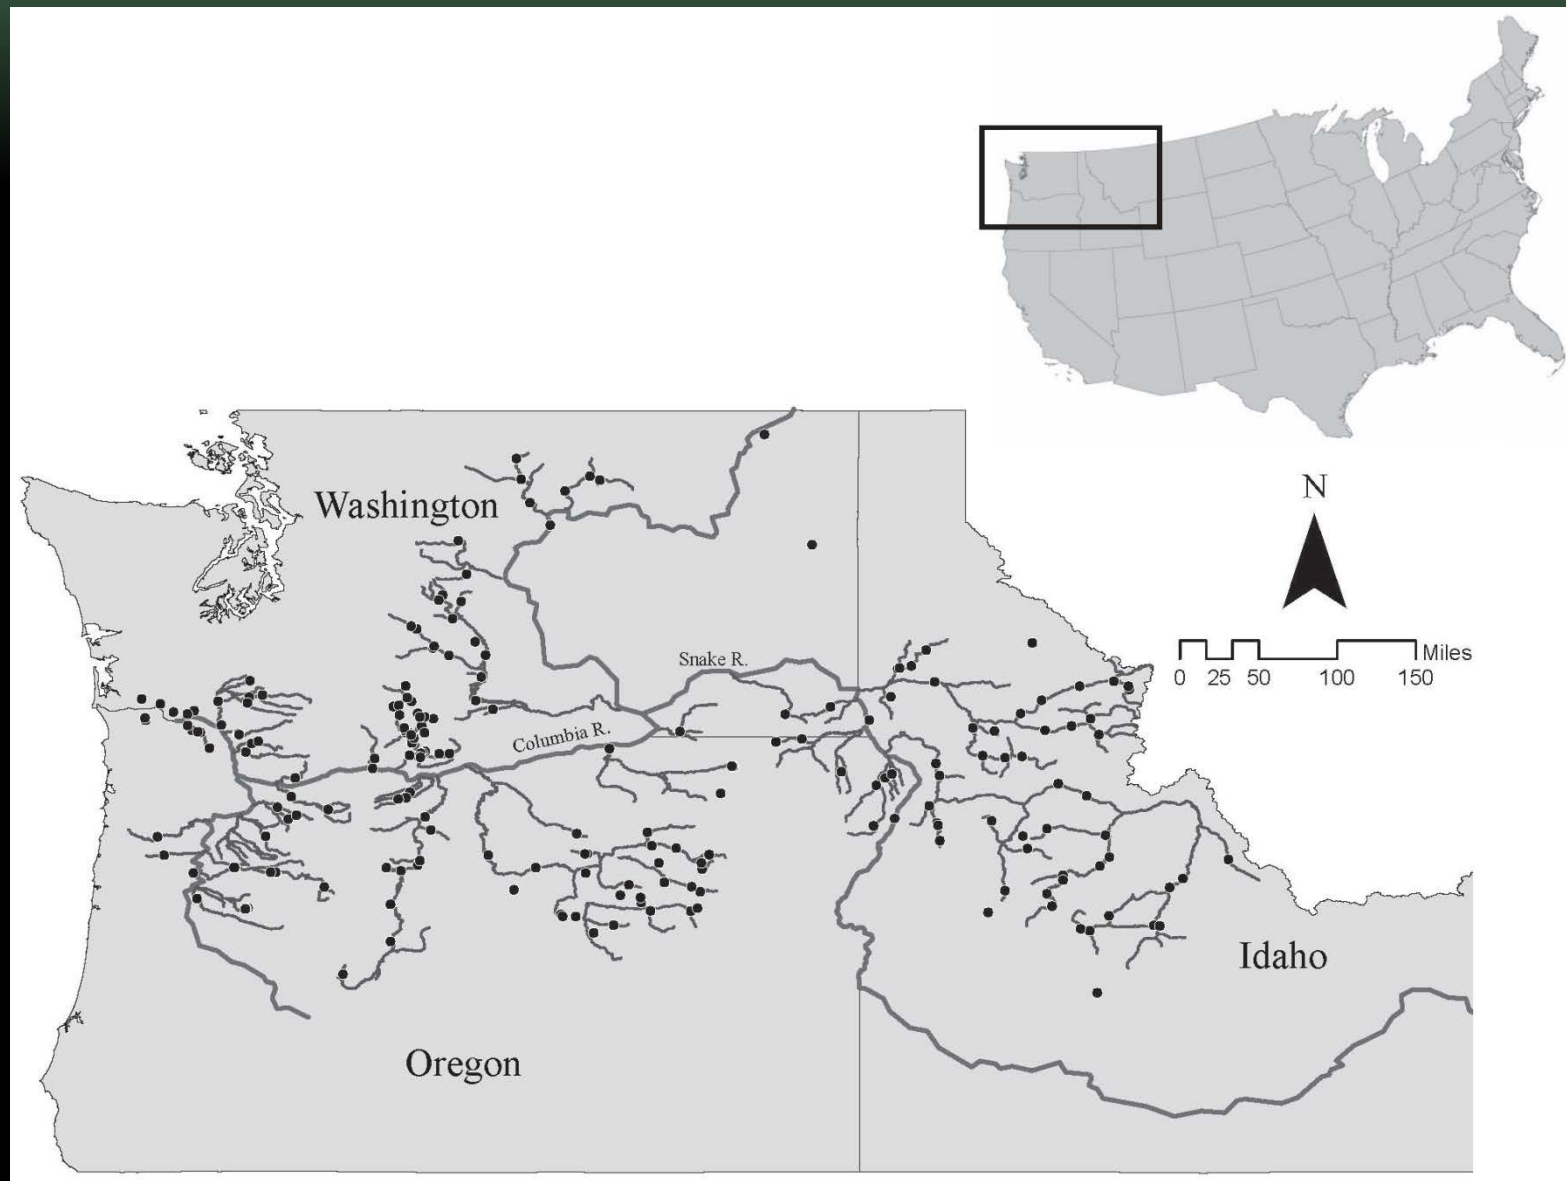 Washington
N
Miles
0 25 50 100 150
Snake R.
Columbia R.
Idaho
Oregon